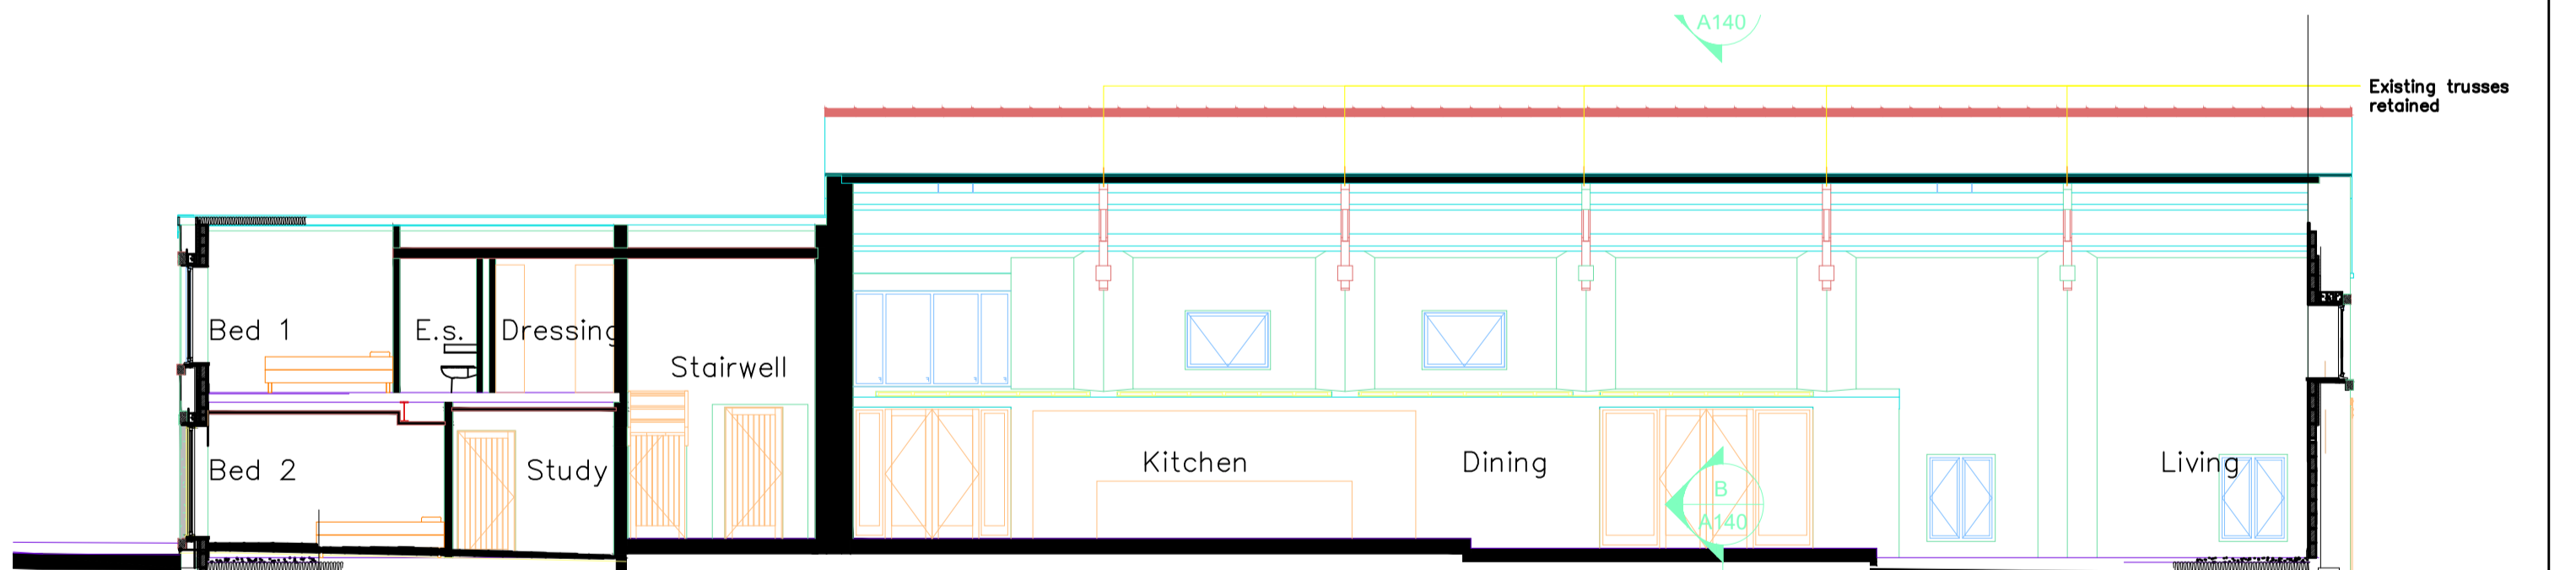 A140
Existing trusses
retained
Bed 1
E.s.
Dressing
Stairwell
Bed 2
Study
Kitchen
Dining
B
A140
Living